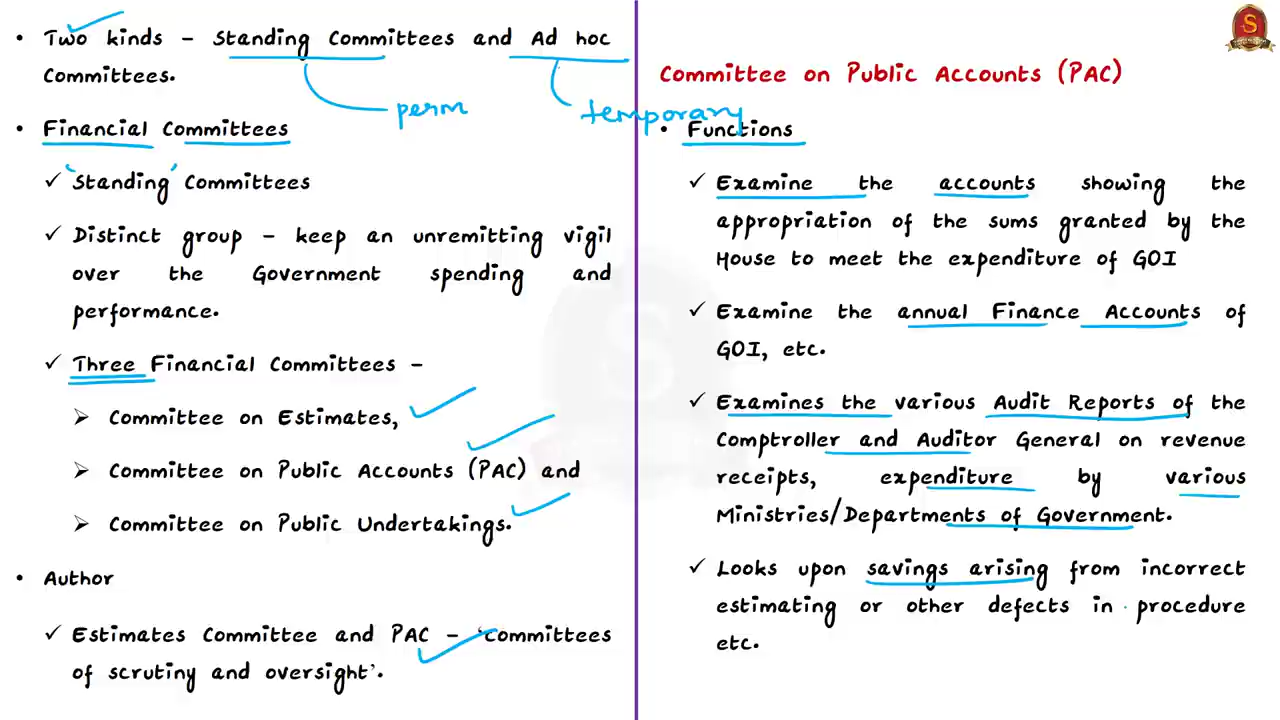 • Two kinds – Standing Committees and Ad hoc
Committees.
perm
temporary
• Financial Committees
✓ 'Standing' Committees
✓ Distinct group – keep an unremitting vigil
over the Government spending and
performance.
✓ Three Financial Committees –
➢ Committee on Estimates,
➢ Committee on Public Accounts (PAC) and
➢ Committee on Public Undertakings.
• Author
✓ Estimates Committee and PAC – 'Committees
of scrutiny and oversight'.
Committee on Public Accounts (PAC)
• Functions
✓ Examine the accounts showing the
appropriation of the sums granted by the
House to meet the expenditure of GOI
✓ Examine the annual Finance Accounts of
GOI, etc.
✓ Examines the various Audit Reports of the
Comptroller and Auditor General on revenue
receipts, expenditure by various
Ministries/Departments of Government.
✓ Looks upon savings arising from incorrect
estimating or other defects in procedure
etc.
S